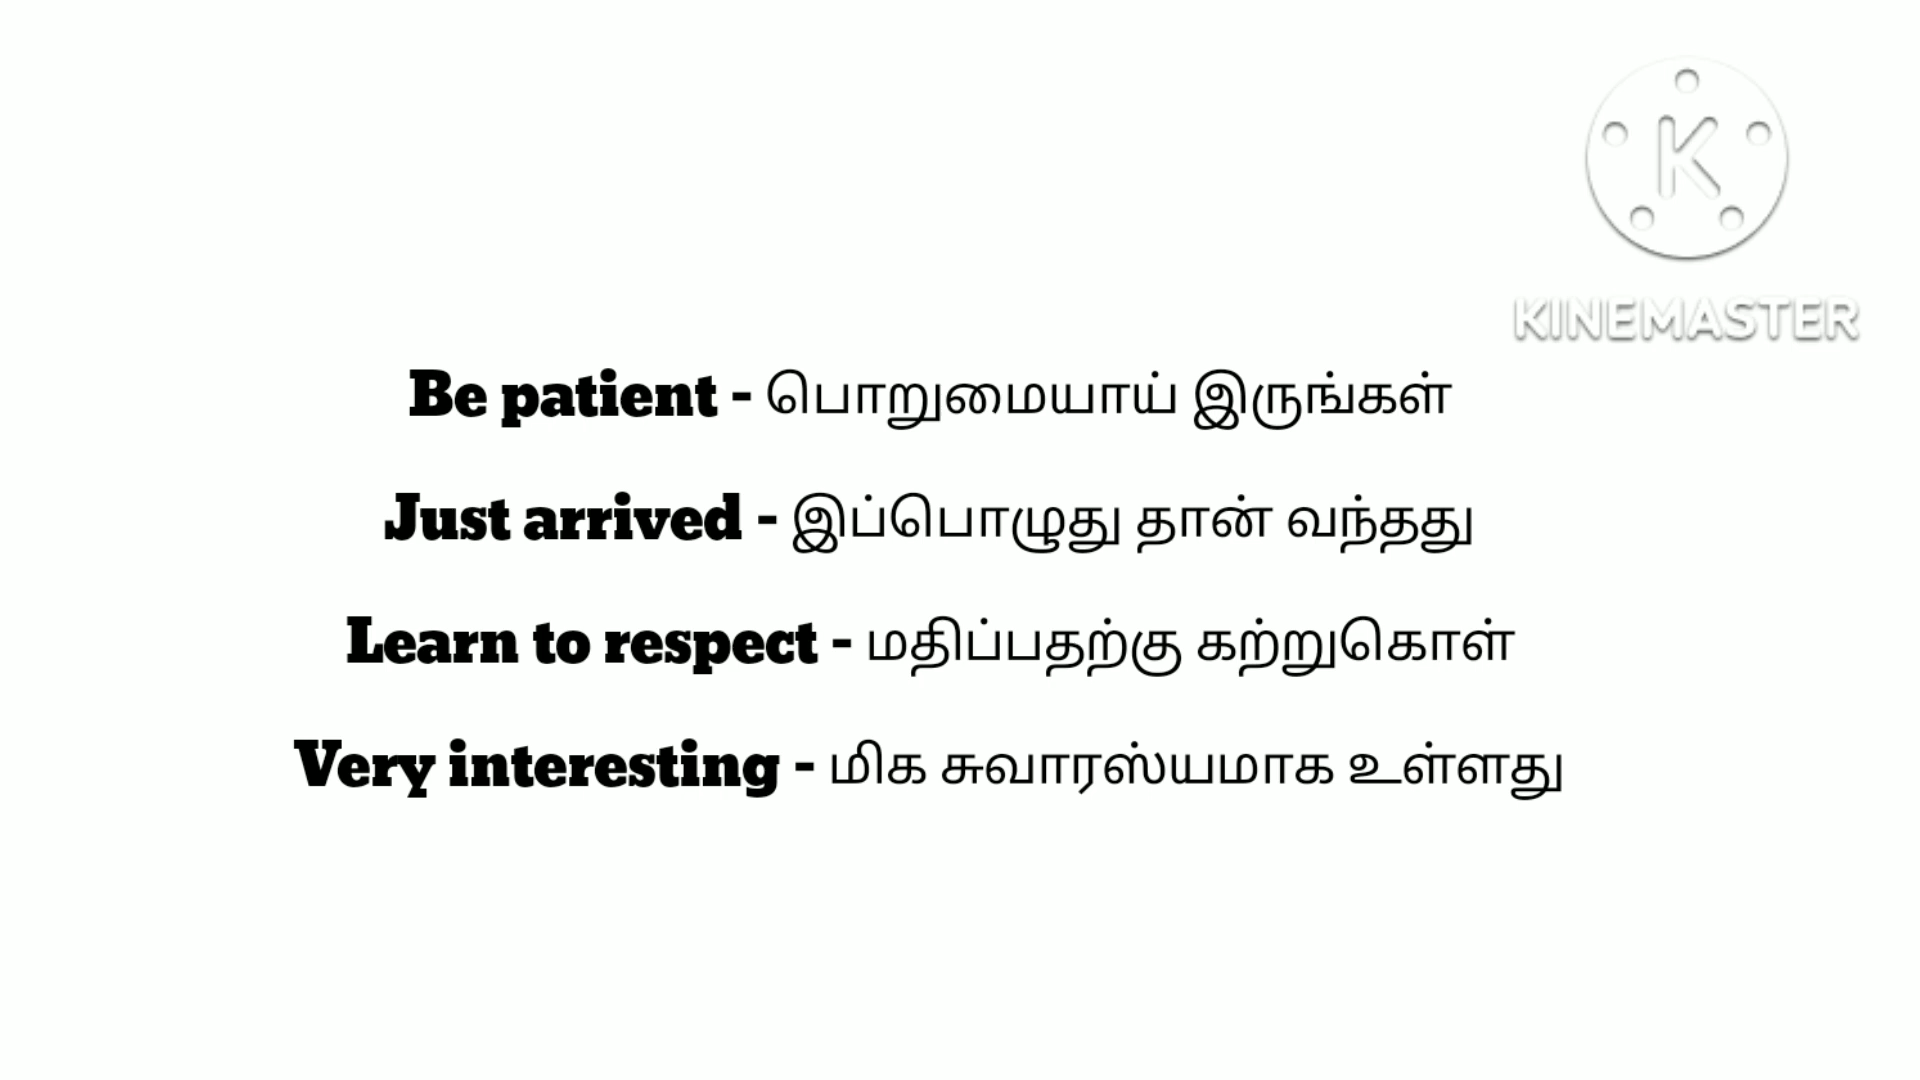 K
KINEMASTER
Be patient - பொறுமையாய் இருங்கள்
Just arrived - இப்பொழுது தான் வந்தது
Learn to respect - மதிப்பதற்கு கற்றுகொள்
Very interesting - மிக சுவாரஸ்யமாக உள்ளது